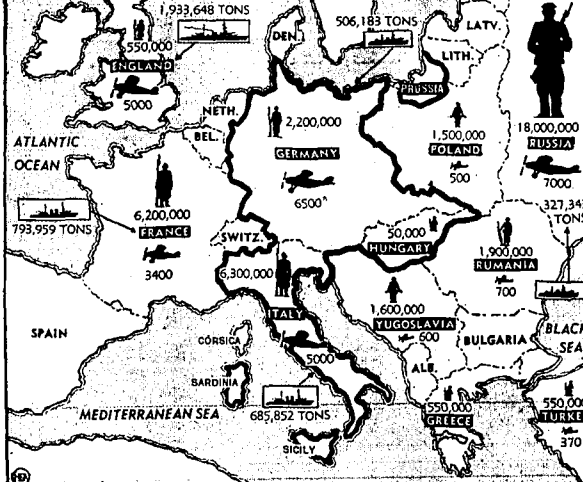 1,933,648 TONS
550,000
ENGLAND
5000
DEN.
506,183 TONS
LATV.
LITH.
PRUSSIA
NETH.
BEL.
2,200,000
GERMANY
6500
1,500,000
POLAND
500
18,000,000
RUSSIA
7000
ATLANTIC
OCEAN
793,959 TONS
6,200,000
FRANCE
3400
SWITZ.
6,300,000
ITALY
5000
50,000
HUNGARY
1,900,000
RUMANIA
700
TONS
1,600,000
YUGOSLAVIA
600
BULGARIA
SPAIN
CORSICA
SARDINIA
685,852 TONS
MEDITERRANEAN SEA
SICILY
ALB.
550,000
GREECE
370